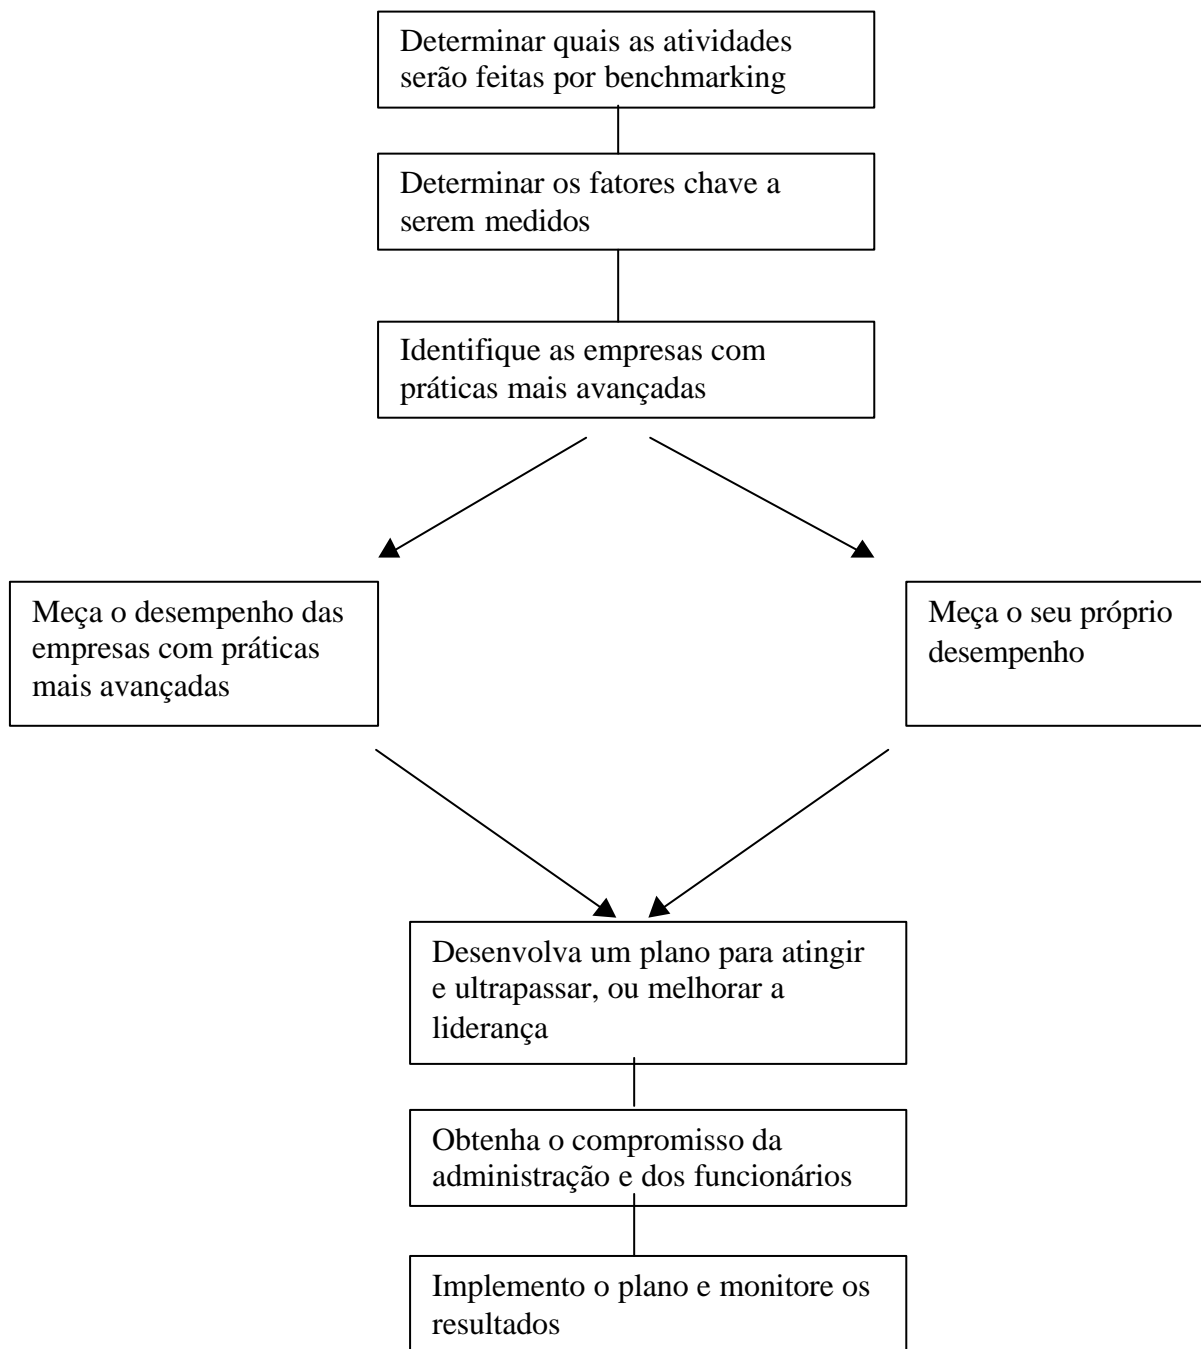 Determinar quais as atividades
serão feitas por benchmarking
Determinar os fatores chave a
serem medidos
Identifique as empresas com
práticas mais avançadas
Meça o desempenho das
empresas com práticas
mais avançadas
Meça o seu próprio
desempenho
Desenvolva um plano para atingir
e ultrapassar, ou melhorar a
liderança
Obtenha o compromisso da
administração e dos funcionários
Implemento o plano e monitore os
resultados